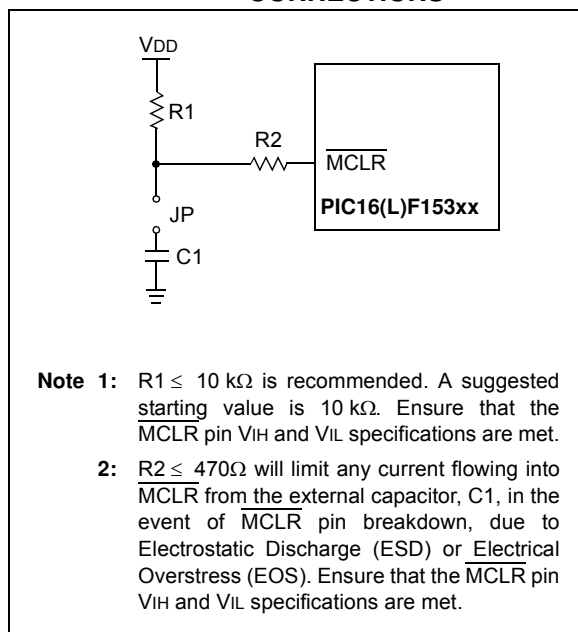 VDD
R1
R2
MCLR
JP
PIC16(L)F153xx
C1
Note 1: R1 ≤ 10 kΩ is recommended. A suggested
starting value is 10 kΩ. Ensure that the
MCLR pin VIH and VIL specifications are met.
2: R2 ≤ 470Ω will limit any current flowing into
MCLR from the external capacitor, C1, in the
event of MCLR pin breakdown, due to
Electrostatic Discharge (ESD) or Electrical
Overstress (EOS). Ensure that the MCLR pin
VIH and VIL specifications are met.